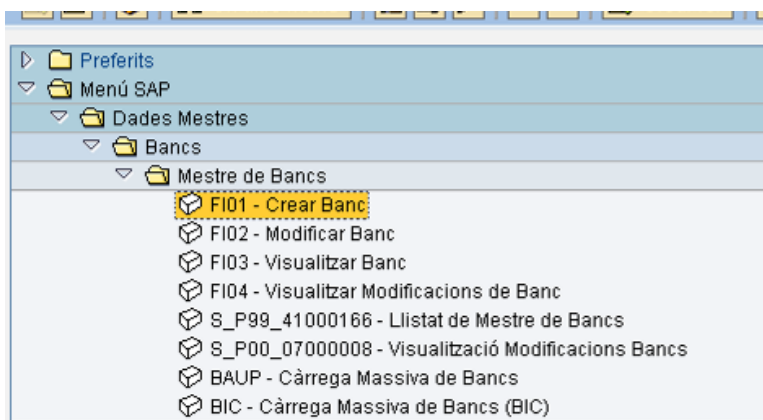 Preferits
Menú SAP
Dades Mestres
Bancs
Mestre de Bancs
FI01 - Crear Banc
FI02 - Modificar Banc
FI03 - Visualitzar Banc
FI04 - Visualitzar Modificacions de Banc
S_P99_41000166 - Llistat de Mestre de Bancs
S_P00_07000008 - Visualització Modificacions Bancs
BAUP - Càrrega Massiva de Bancs
BIC - Càrrega Massiva de Bancs (BIC)